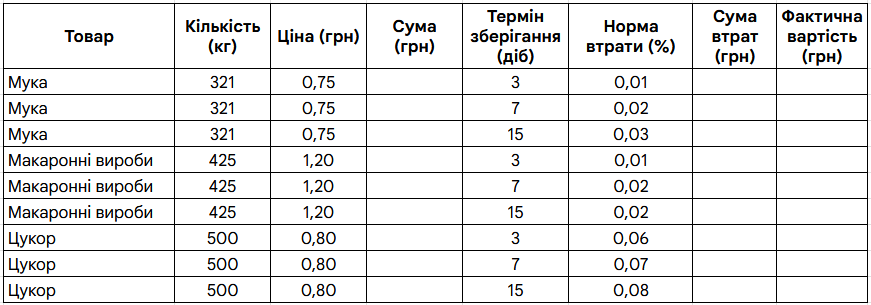 Товар Кількість (кг) Ціна (грн) Сума (грн) Термін зберігання (діб) Норма втрати (%) Сума втрат (грн) Фактична вартість (грн)
Мука 321 0,75 3 0,01
Мука 321 0,75 7 0,02
Мука 321 0,75 15 0,03
Макаронні вироби 425 1,20 3 0,01
Макаронні вироби 425 1,20 7 0,02
Макаронні вироби 425 1,20 15 0,02
Цукор 500 0,80 3 0,06
Цукор 500 0,80 7 0,07
Цукор 500 0,80 15 0,08